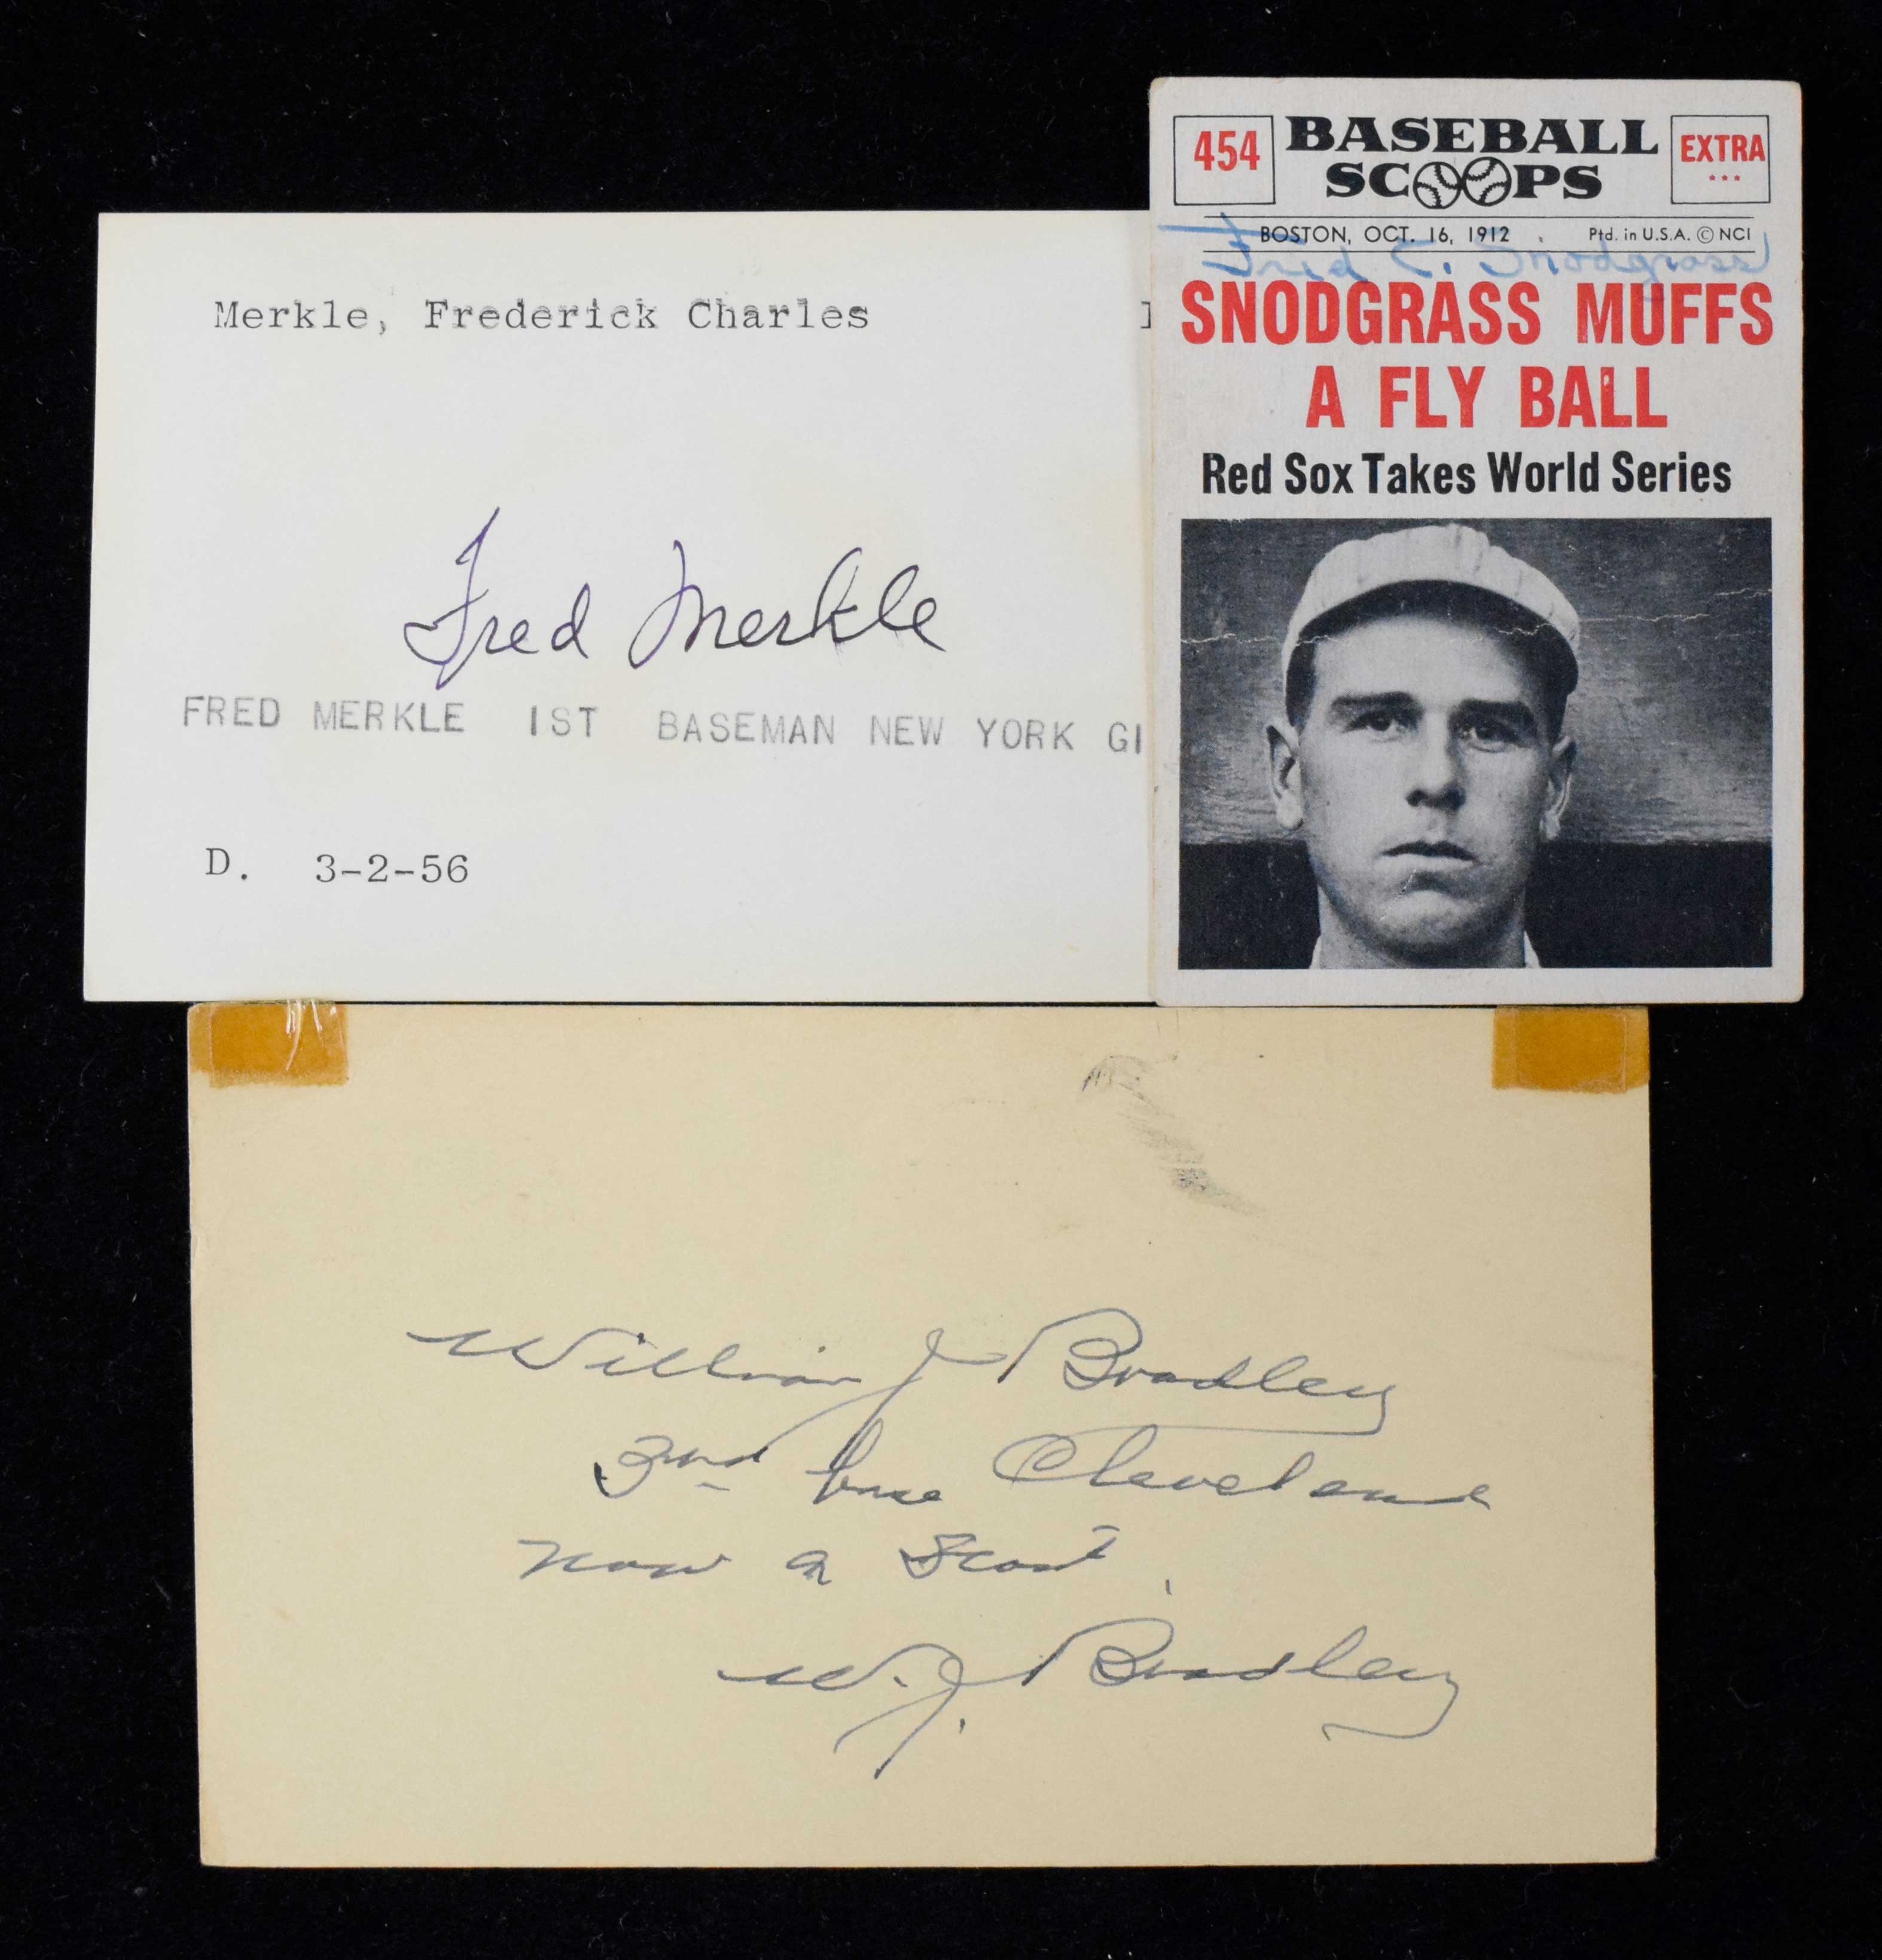 Merkle, Frederick Charles
Fred Merkle
FRED MERKLE 1ST BASEMAN NEW YORK GI
D. 3-2-56
454
BASEBALL
SCOOPS
EXTRA
BOSTON, OCT. 16, 1912 Ptd. in U.S.A. © NCI
Fred C. Snodgrass
SNODGRASS MUFFS
A FLY BALL
Red Sox Takes World Series
William J Bradley
3rd base Cleveland
now a Scout.
W. J. Bradley